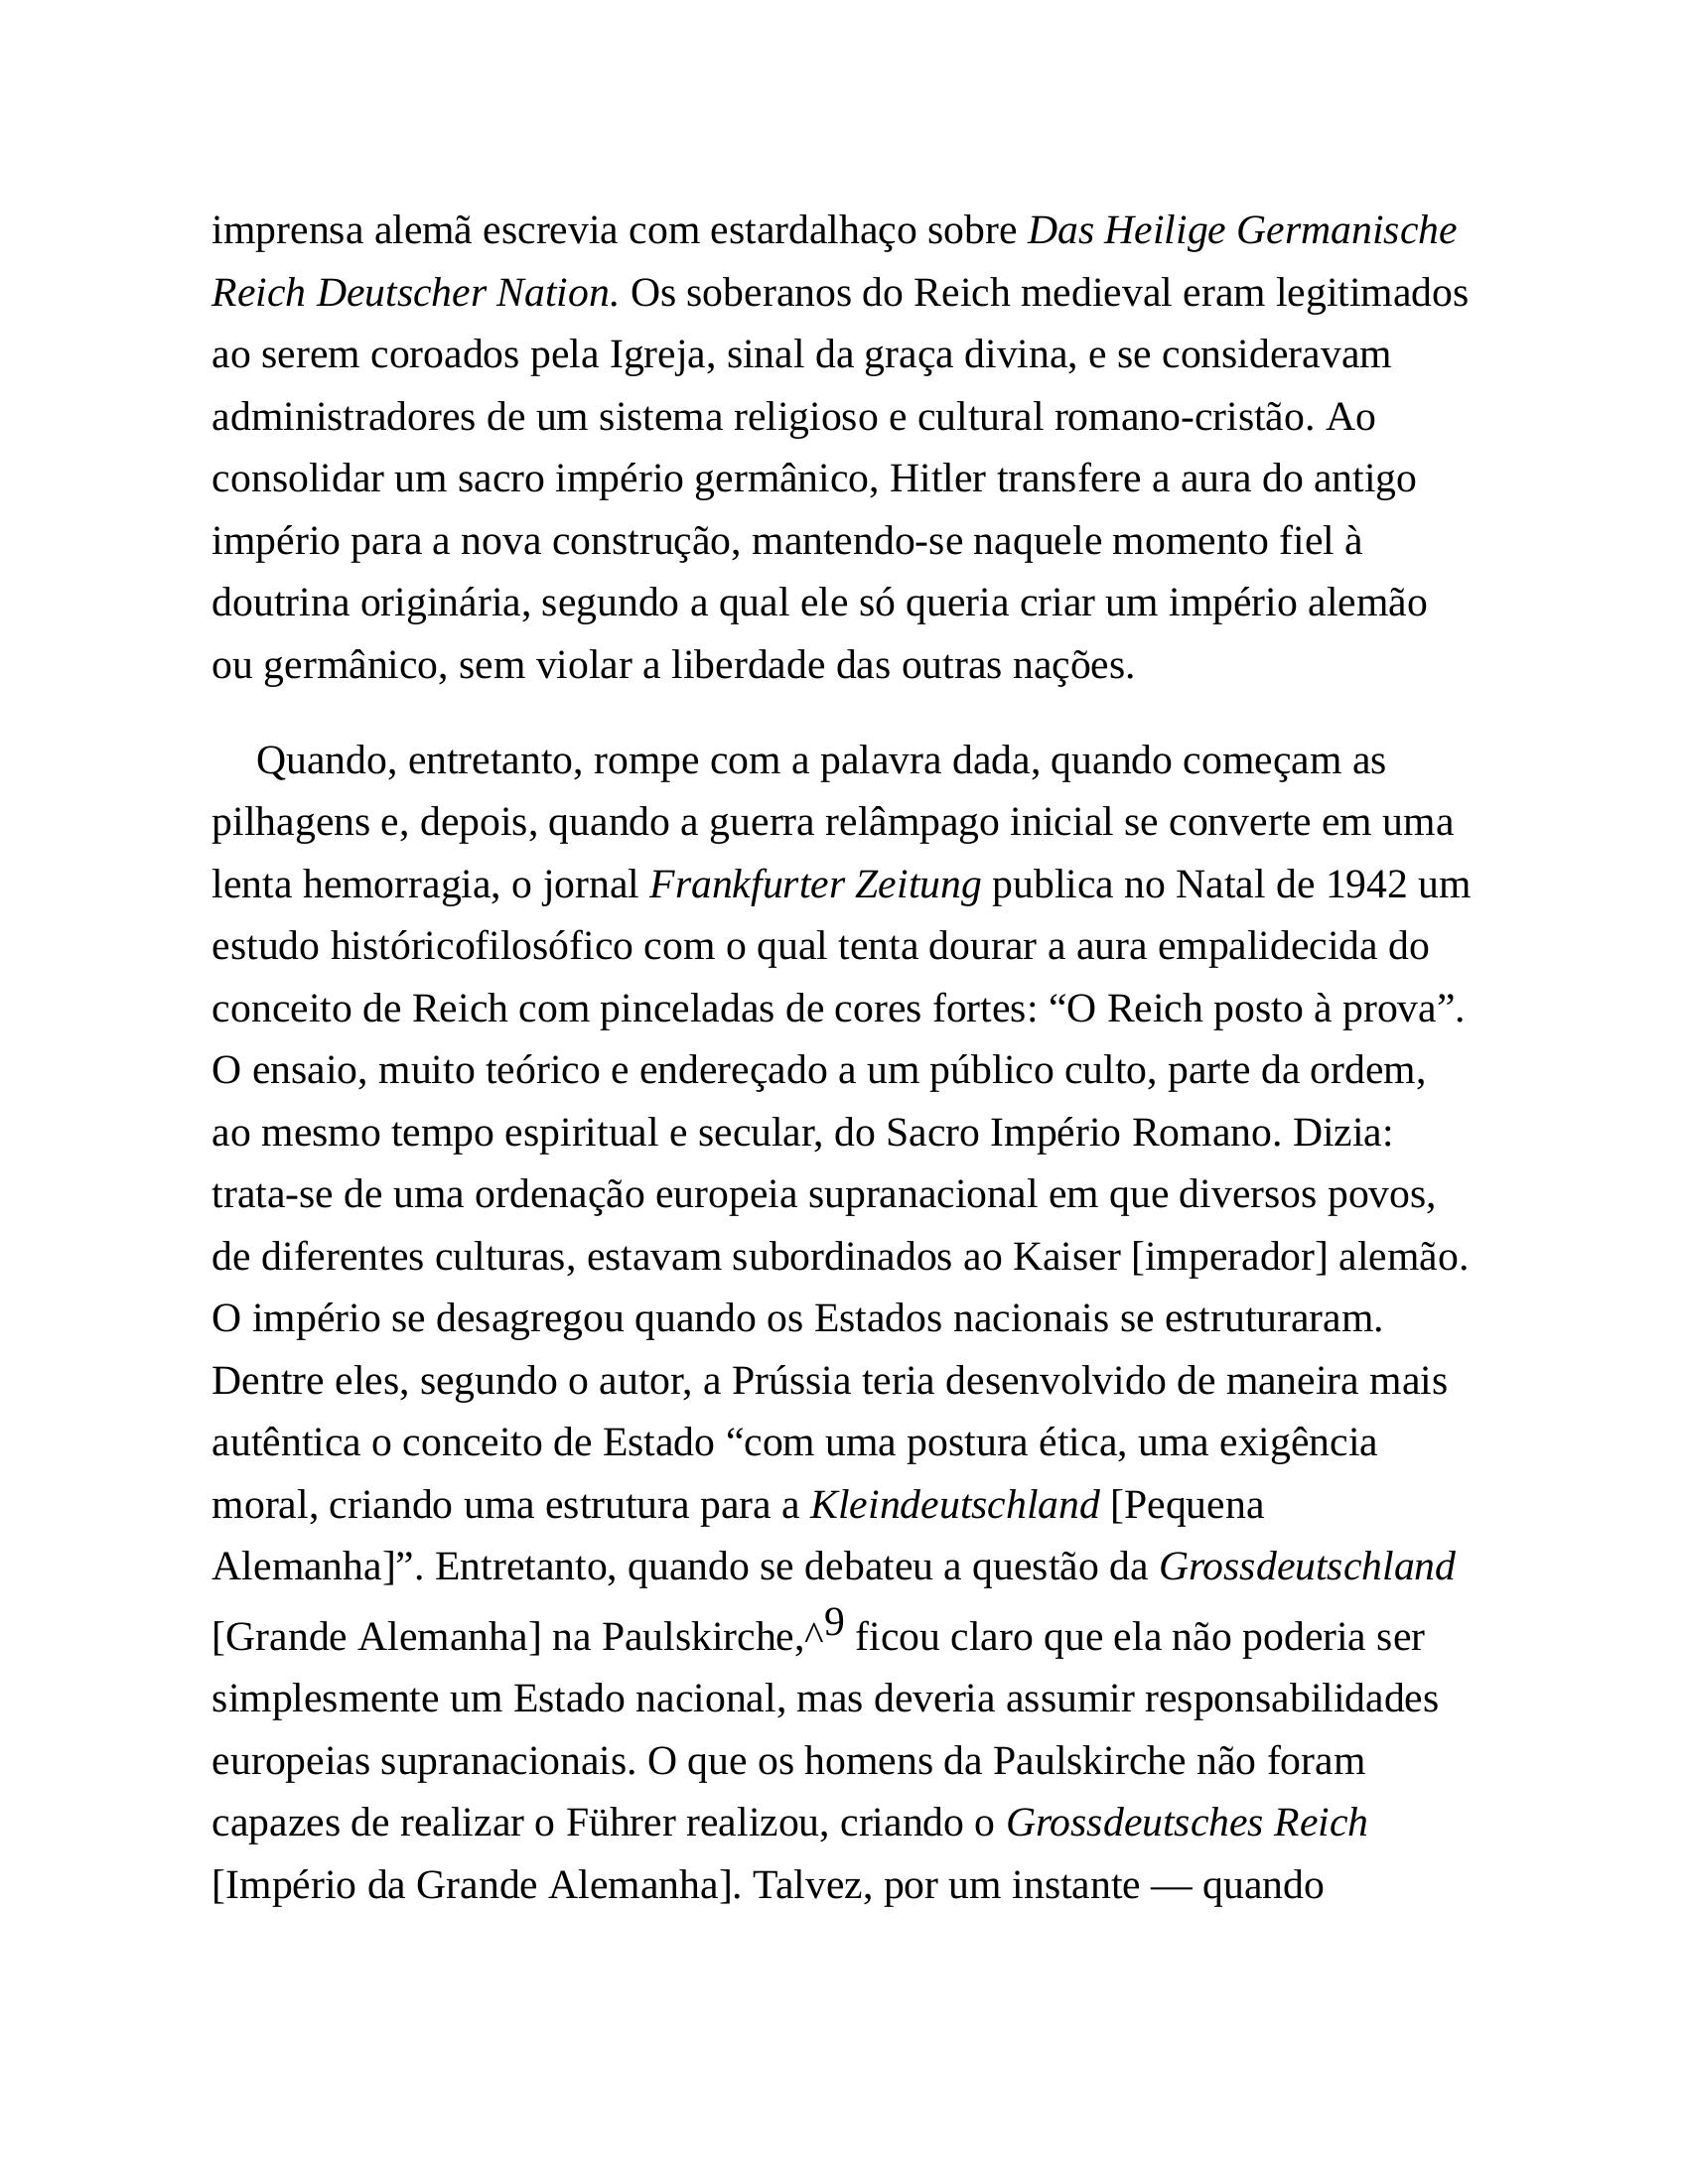 imprensa alemã escrevia com estardalhaço sobre Das Heilige Germanische
Reich Deutscher Nation. Os soberanos do Reich medieval eram legitimados
ao serem coroados pela Igreja, sinal da graça divina, e se consideravam
administradores de um sistema religioso e cultural romano-cristão. Ao
consolidar um sacro império germânico, Hitler transfere a aura do antigo
império para a nova construção, mantendo-se naquele momento fiel à
doutrina originária, segundo a qual ele só queria criar um império alemão
ou germânico, sem violar a liberdade das outras nações.
Quando, entretanto, rompe com a palavra dada, quando começam as
pilhagens e, depois, quando a guerra relâmpago inicial se converte em uma
lenta hemorragia, o jornal Frankfurter Zeitung publica no Natal de 1942 um
estudo históricofilosófico com o qual tenta dourar a aura empalidecida do
conceito de Reich com pinceladas de cores fortes: “O Reich posto à prova”.
O ensaio, muito teórico e endereçado a um público culto, parte da ordem,
ao mesmo tempo espiritual e secular, do Sacro Império Romano. Dizia:
trata-se de uma ordenação europeia supranacional em que diversos povos,
de diferentes culturas, estavam subordinados ao Kaiser [imperador] alemão.
O império se desagregou quando os Estados nacionais se estruturaram.
Dentre eles, segundo o autor, a Prússia teria desenvolvido de maneira mais
autêntica o conceito de Estado “com uma postura ética, uma exigência
moral, criando uma estrutura para a Kleindeutschland [Pequena
Alemanha]”. Entretanto, quando se debateu a questão da Grossdeutschland
[Grande Alemanha] na Paulskirche,^9 ficou claro que ela não poderia ser
simplesmente um Estado nacional, mas deveria assumir responsabilidades
europeias supranacionais. O que os homens da Paulskirche não foram
capazes de realizar o Führer realizou, criando o Grossdeutsches Reich
[Império da Grande Alemanha]. Talvez, por um instante — quando